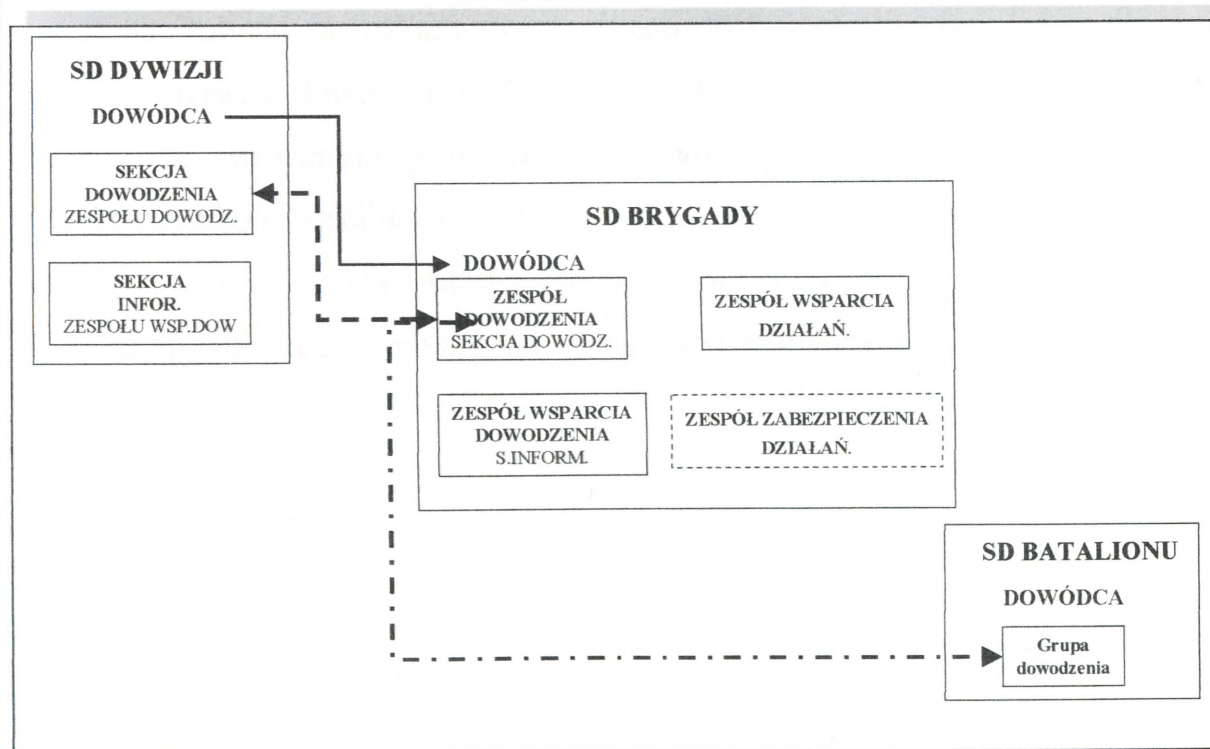 SD DYWIZJI
DOWÓDCA
SEKCJA
DOWODZENIA
ZESPOŁU DOWODZ.
SEKCJA
INFOR.
ZESPOŁU WSP.DOW
SD BRYGADY
DOWÓDCA
ZESPÓŁ
DOWODZENIA
SEKCJA DOWODZ.
ZESPÓŁ WSPARCIA
DZIAŁAŃ.
ZESPÓŁ WSPARCIA
DOWODZENIA
S.INFORM.
ZESPÓŁ ZABEZPIECZENIA
DZIAŁAŃ.
SD BATALIONU
DOWÓDCA
Grupa
dowodzenia